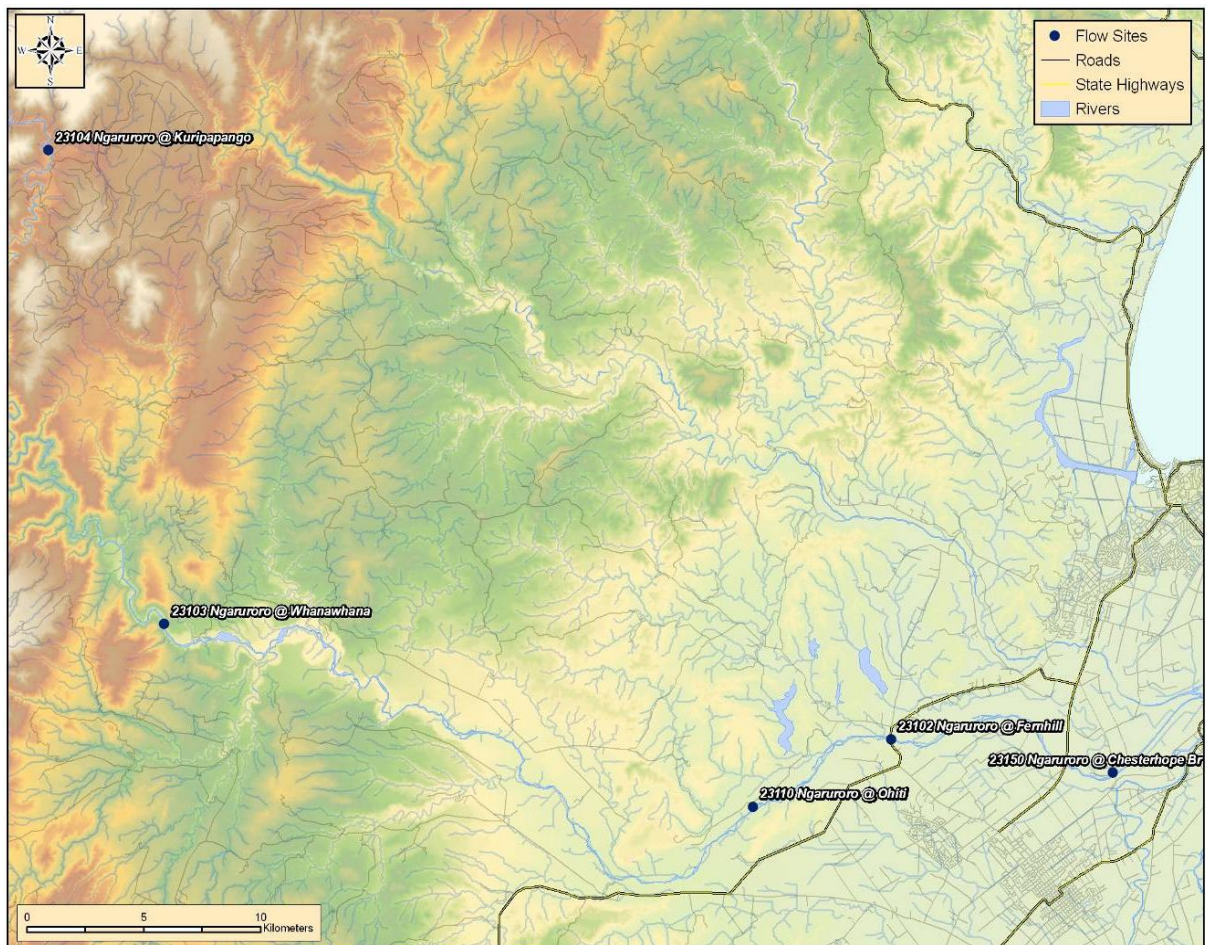 N
W E
S
Flow Sites
Roads
State Highways
Rivers
23104 Ngaruroro @ Kuripapango
23103 Ngaruroro @ Whanawhana
23102 Ngaruroro @ Fernhill
23150 Ngaruroro @ Chesterhope Br
23110 Ngaruroro @ Ohiti
0 5 10
Kilometers